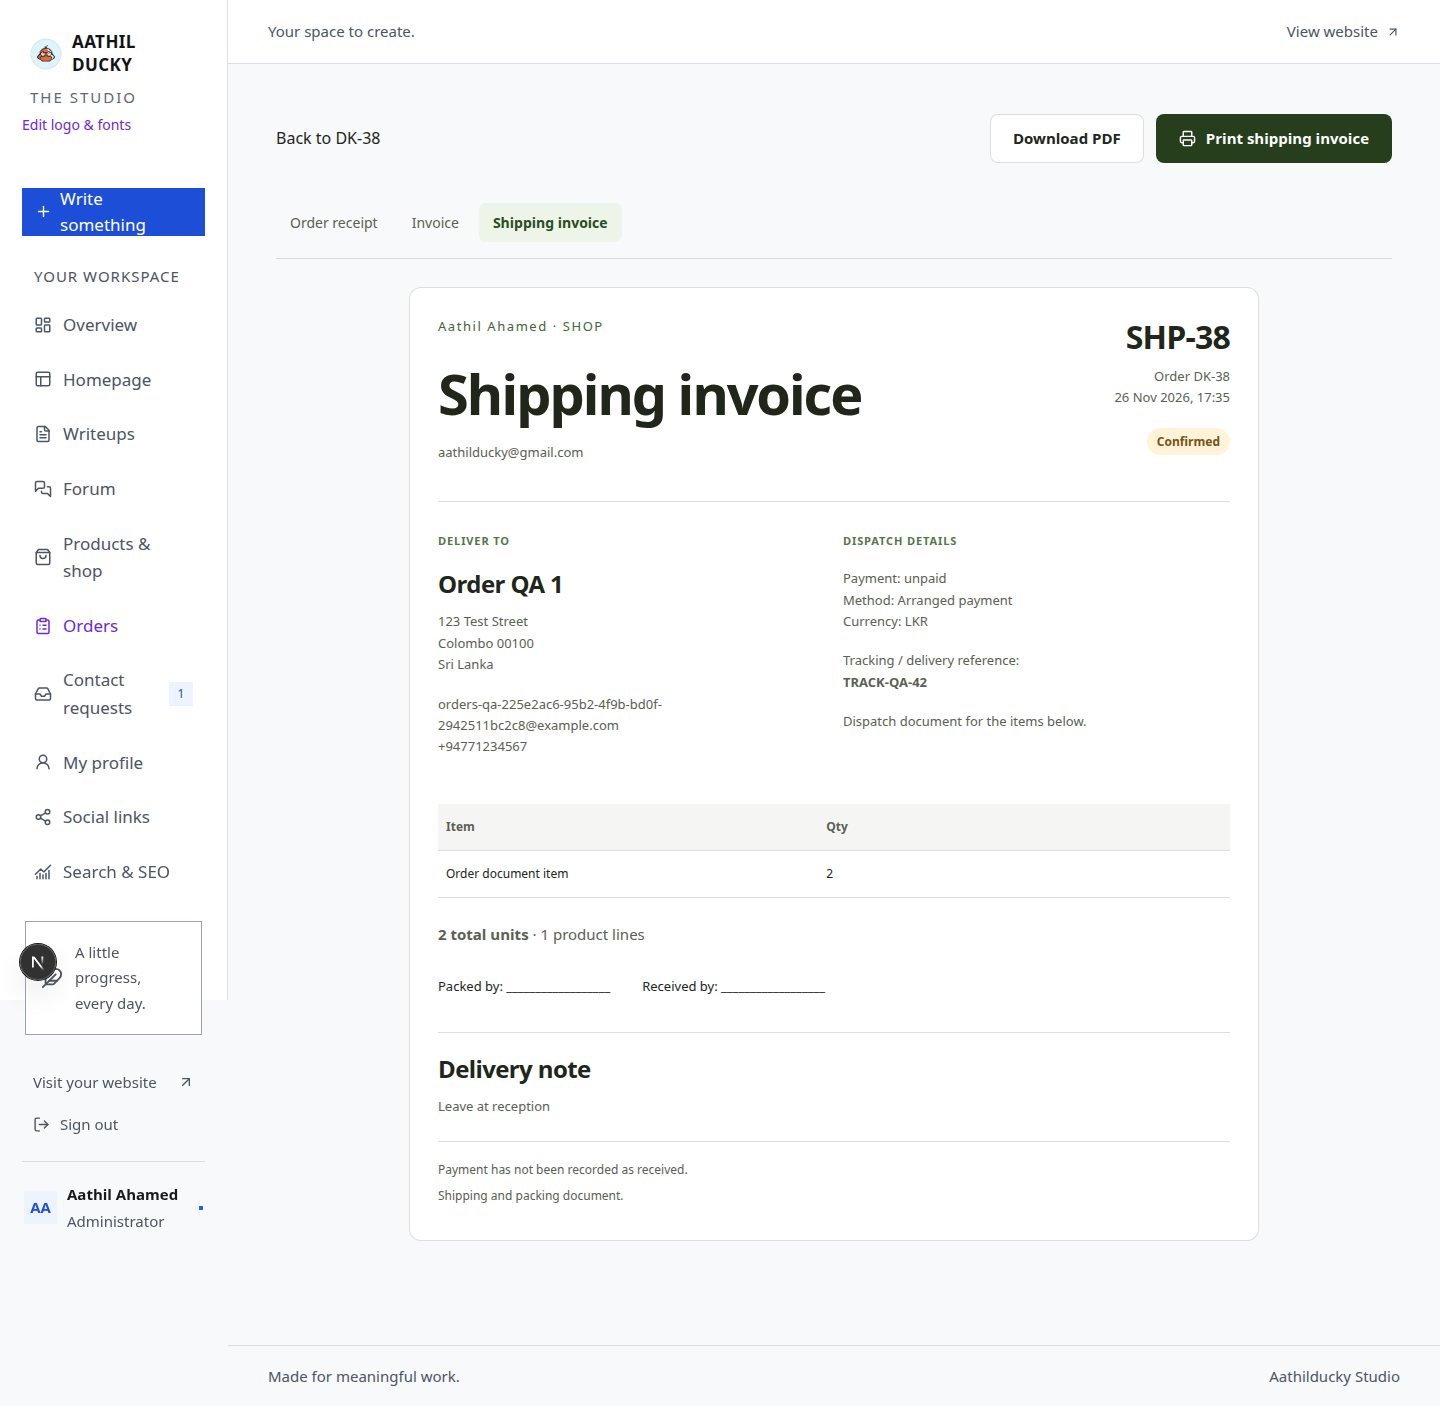 AATHIL
DUCKY
THE STUDIO
Edit logo & fonts
Write
something
YOUR WORKSPACE
Overview
Homepage
Writeups
Forum
Products &
shop
Orders
Contact
requests
1
My profile
Social links
Search & SEO
A little
progress,
every day.
N
Visit your website
Sign out
AA
Aathil Ahamed
Administrator
Your space to create.
View website
Back to DK-38
Download PDF
Print shipping invoice
Order receipt
Invoice
Shipping invoice
Aathil Ahamed · SHOP
Shipping invoice
aathilducky@gmail.com
SHP-38
Order DK-38
26 Nov 2026, 17:35
Confirmed
DELIVER TO
Order QA 1
123 Test Street
Colombo 00100
Sri Lanka
orders-qa-225e2ac6-95b2-4f9b-bd0f-
2942511bc2c8@example.com
+94771234567
DISPATCH DETAILS
Payment: unpaid
Method: Arranged payment
Currency: LKR
Tracking / delivery reference:
TRACK-QA-42
Dispatch document for the items below.
Item Qty
Order document item 2
2 total units · 1 product lines
Packed by: ________________ Received by: ________________
Delivery note
Leave at reception
Payment has not been recorded as received.
Shipping and packing document.
Made for meaningful work.
Aathilducky Studio